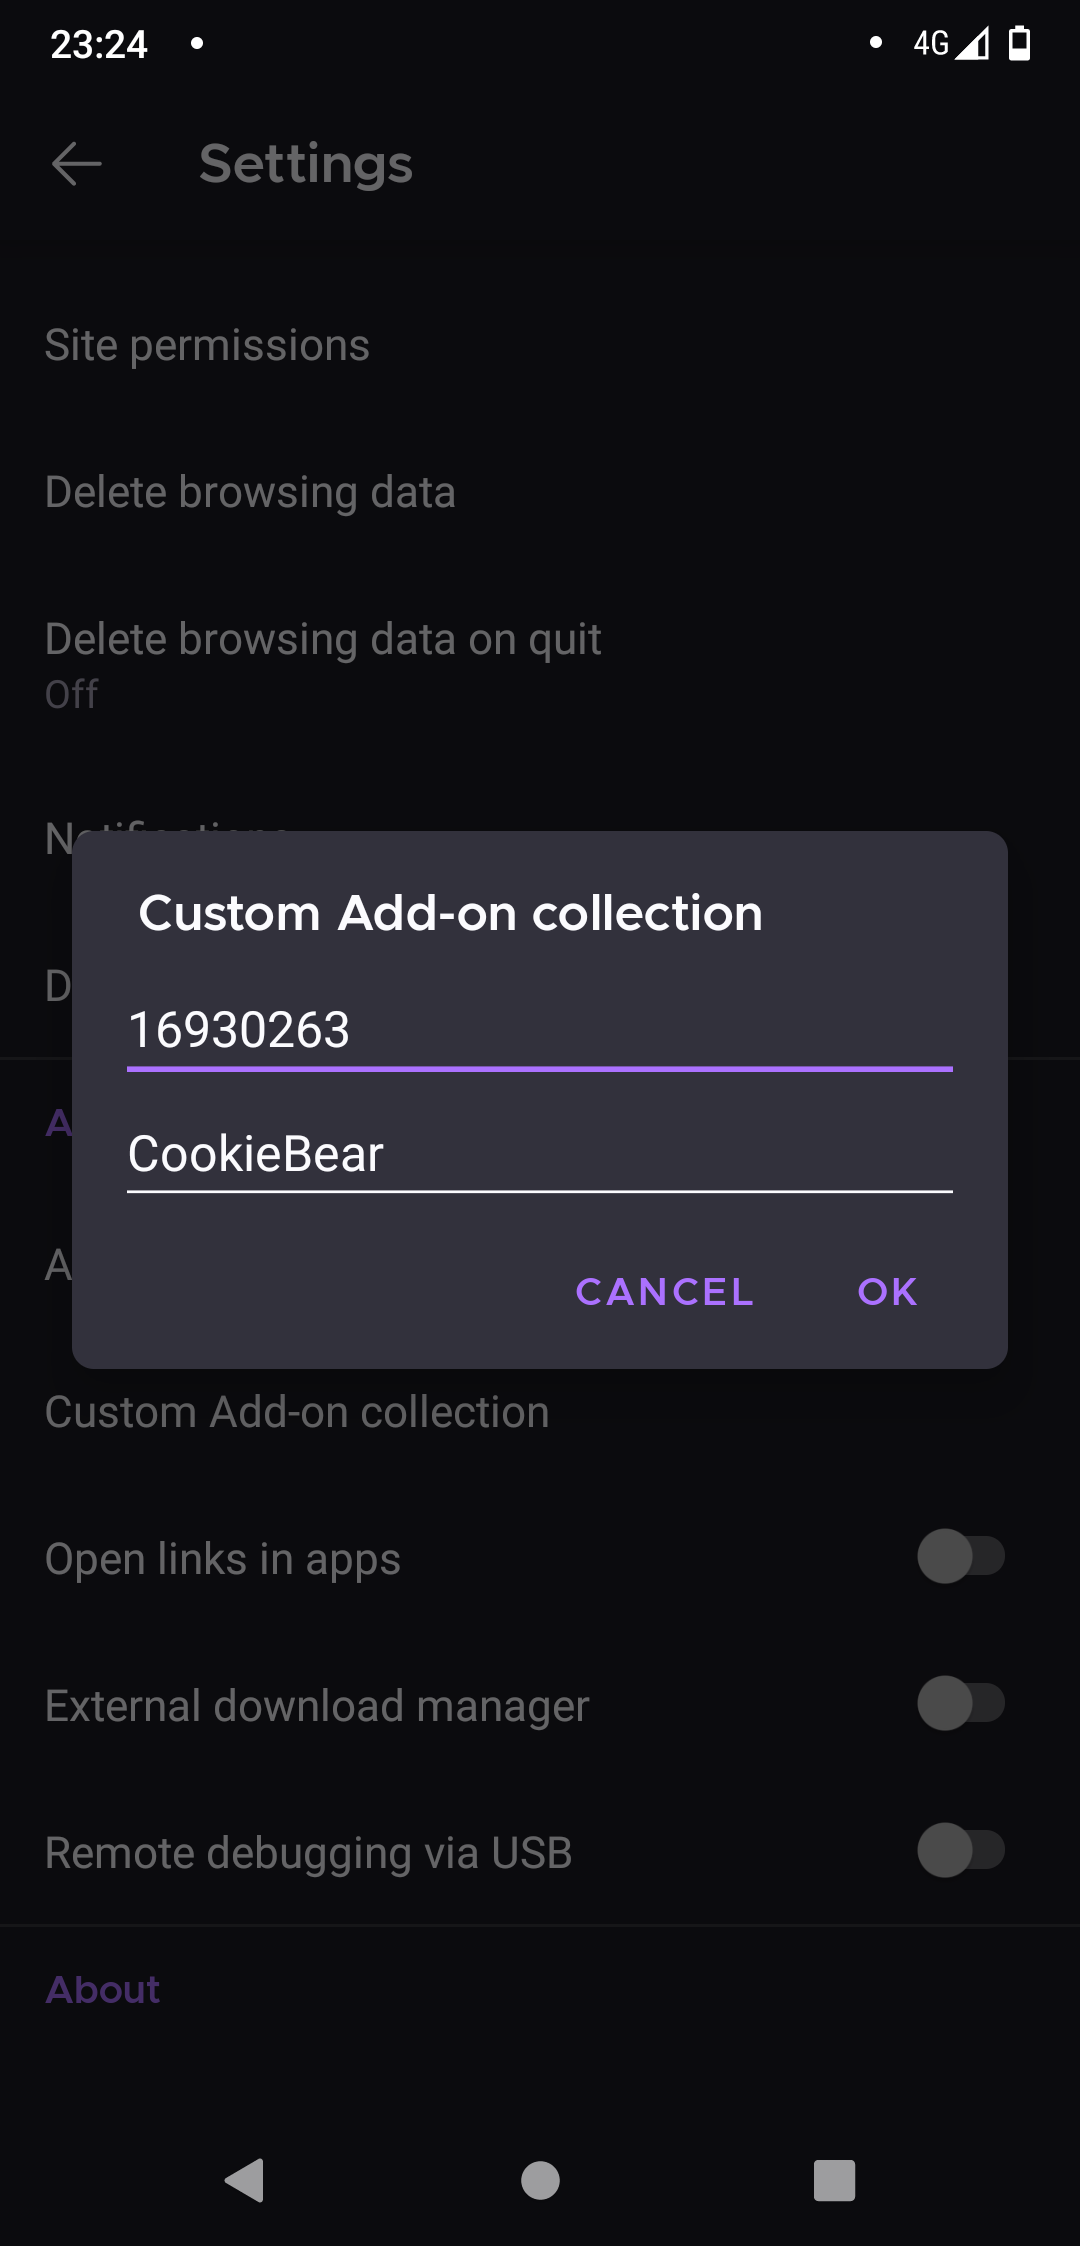 23:24
4G
Settings
Site permissions
Delete browsing data
Delete browsing data on quit
Off
Custom Add-on collection
16930263
CookieBear
CANCEL
OK
Custom Add-on collection
Open links in apps
External download manager
Remote debugging via USB
About